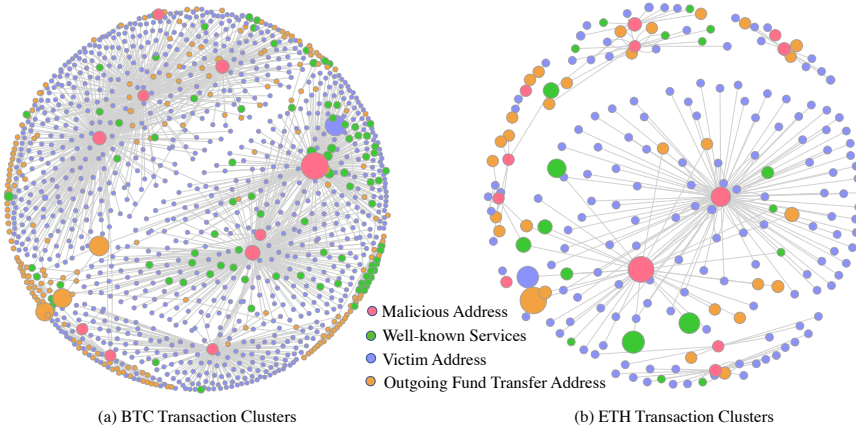 Malicious Address
Well-known Services
Victim Address
Outgoing Fund Transfer Address
(a) BTC Transaction Clusters
(b) ETH Transaction Clusters